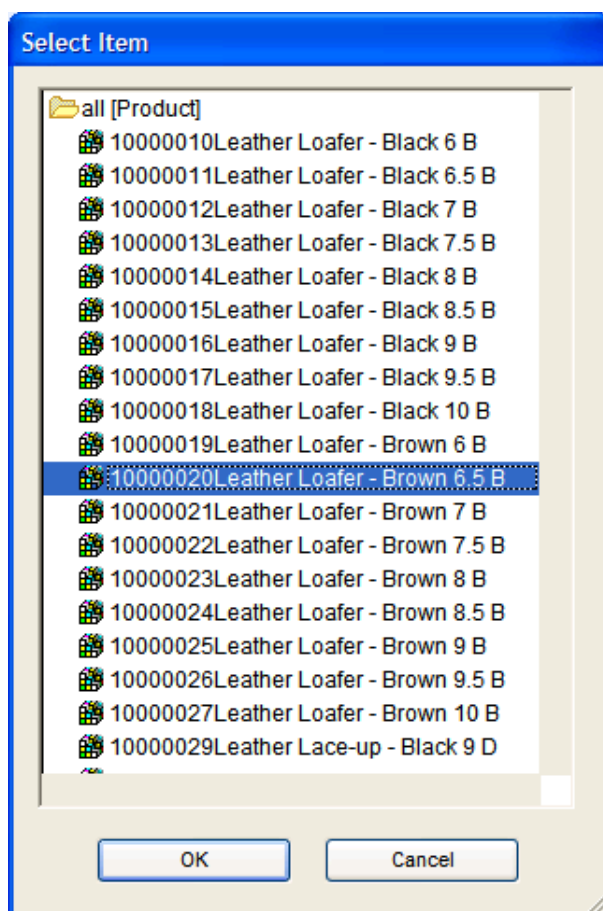 Select Item
all [Product]
10000010Leather Loafer - Black 6 B
10000011Leather Loafer - Black 6.5 B
10000012Leather Loafer - Black 7 B
10000013Leather Loafer - Black 7.5 B
10000014Leather Loafer - Black 8 B
10000015Leather Loafer - Black 8.5 B
10000016Leather Loafer - Black 9 B
10000017Leather Loafer - Black 9.5 B
10000018Leather Loafer - Black 10 B
10000019Leather Loafer - Brown 6 B
10000020Leather Loafer - Brown 6.5 B
10000021Leather Loafer - Brown 7 B
10000022Leather Loafer - Brown 7.5 B
10000023Leather Loafer - Brown 8 B
10000024Leather Loafer - Brown 8.5 B
10000025Leather Loafer - Brown 9 B
10000026Leather Loafer - Brown 9.5 B
10000027Leather Loafer - Brown 10 B
10000029Leather Lace-up - Black 9 D
OK Cancel